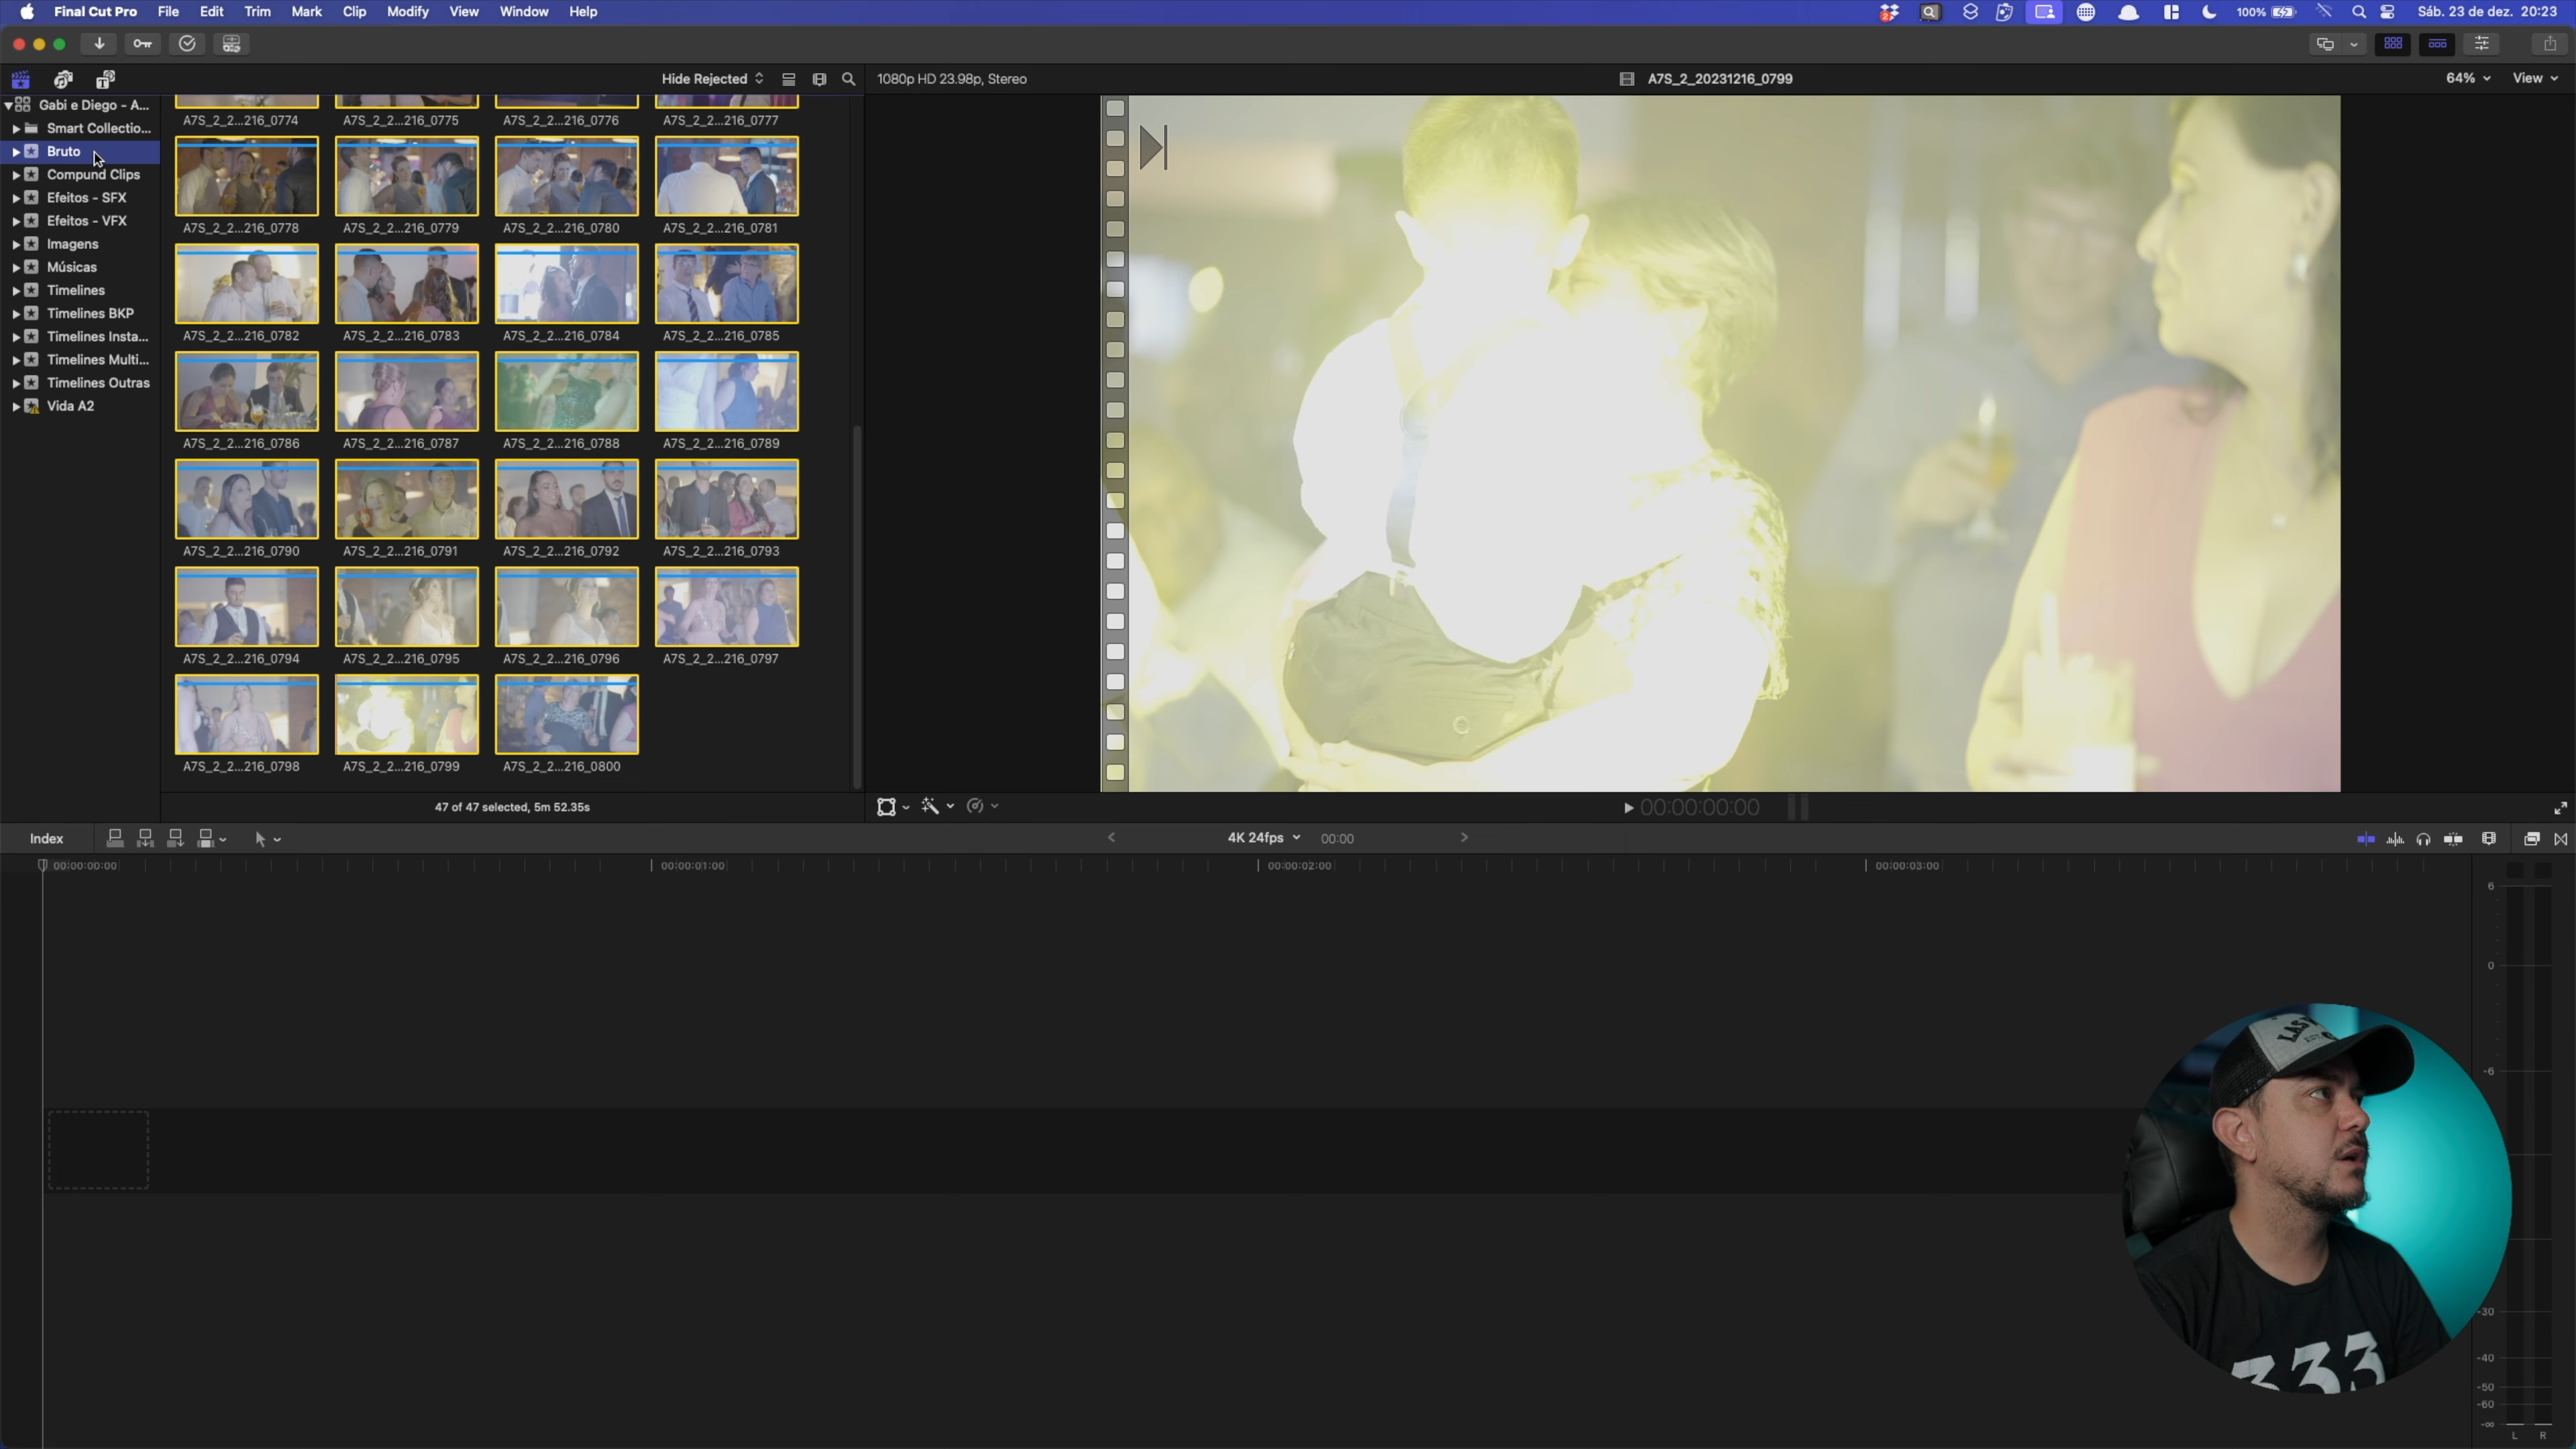 Final Cut Pro File Edit Trim Mark Clip Modify View Window Help 2 100% Sáb. 23 de dez. 20:23
Hide Rejected 1080p HD 23.98p, Stereo A7S_2_20231216_0799 64% View
Gabi e Diego - A...
Smart Collectio...
Bruto
Compund Clips
Efeitos - SFX
Efeitos - VFX
Imagens
Músicas
Timelines
Timelines BKP
Timelines Insta...
Timelines Multi...
Timelines Outras
Vida A2
A7S_2_2...216_0774 A7S_2_2...216_0775 A7S_2_2...216_0776 A7S_2_2...216_0777
A7S_2_2...216_0778 A7S_2_2...216_0779 A7S_2_2...216_0780 A7S_2_2...216_0781
A7S_2_2...216_0782 A7S_2_2...216_0783 A7S_2_2...216_0784 A7S_2_2...216_0785
A7S_2_2...216_0786 A7S_2_2...216_0787 A7S_2_2...216_0788 A7S_2_2...216_0789
A7S_2_2...216_0790 A7S_2_2...216_0791 A7S_2_2...216_0792 A7S_2_2...216_0793
A7S_2_2...216_0794 A7S_2_2...216_0795 A7S_2_2...216_0796 A7S_2_2...216_0797
A7S_2_2...216_0798 A7S_2_2...216_0799 A7S_2_2...216_0800
47 of 47 selected, 5m 52.35s 00:00:00:00
Index 4K 24fps 00:00
00:00:00:00 00:00:01:00 00:00:02:00 00:00:03:00
6
0
-6
-30
-40
-50
-60
-∞
L R
333